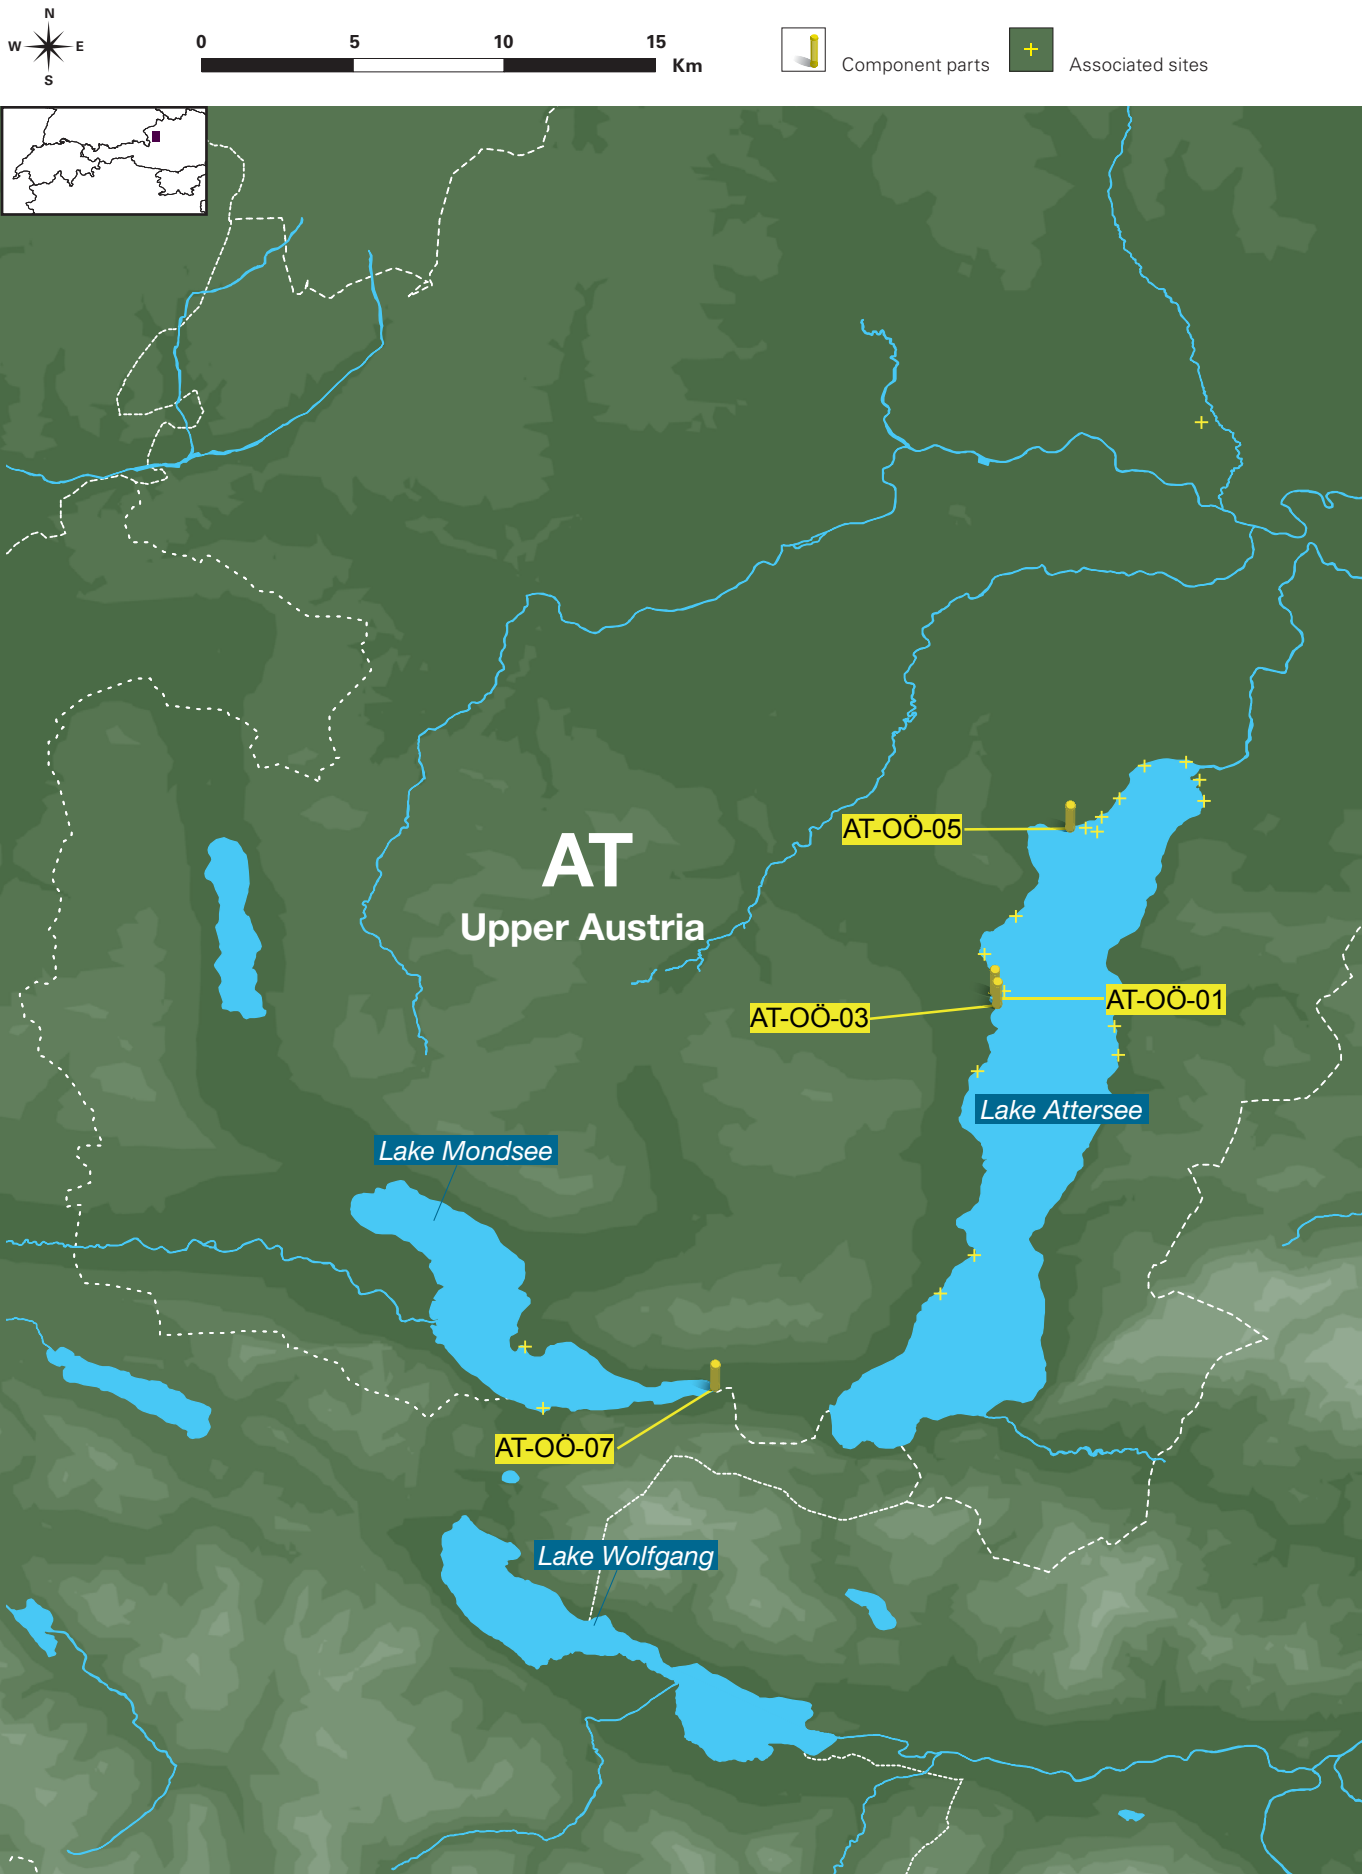 N
W E
S
0 5 10 15
Km
Component parts
Associated sites
AT-OÖ-05
AT
Upper Austria
AT-OÖ-01
AT-OÖ-03
Lake Attersee
Lake Mondsee
AT-OÖ-07
Lake Wolfgang